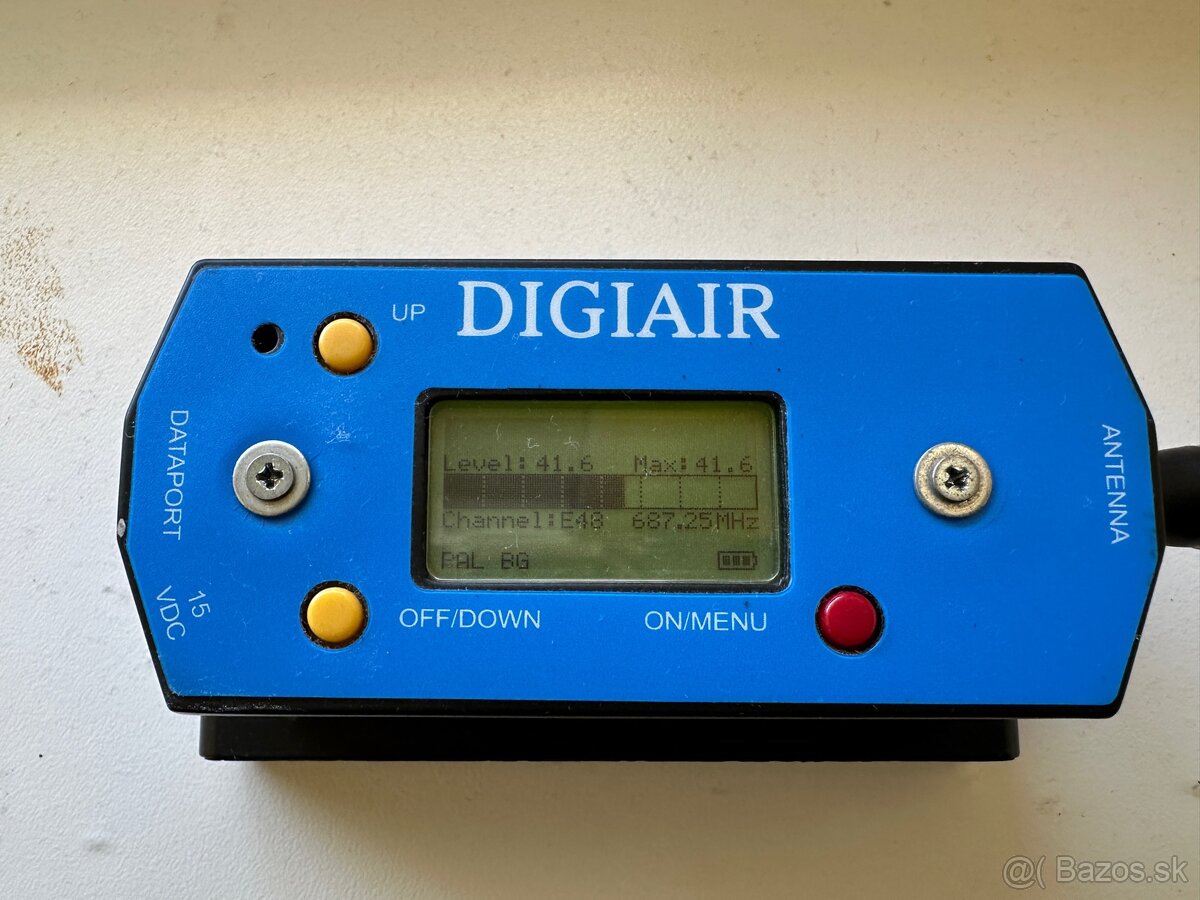 UP
DIGIAIR
DATAPORT
ANTENNA
Level:41.6 Max:41.6
Channel:E48 687.25MHz
PAL BG
15
VDC
OFF/DOWN
ON/MENU
@( Bazos.sk